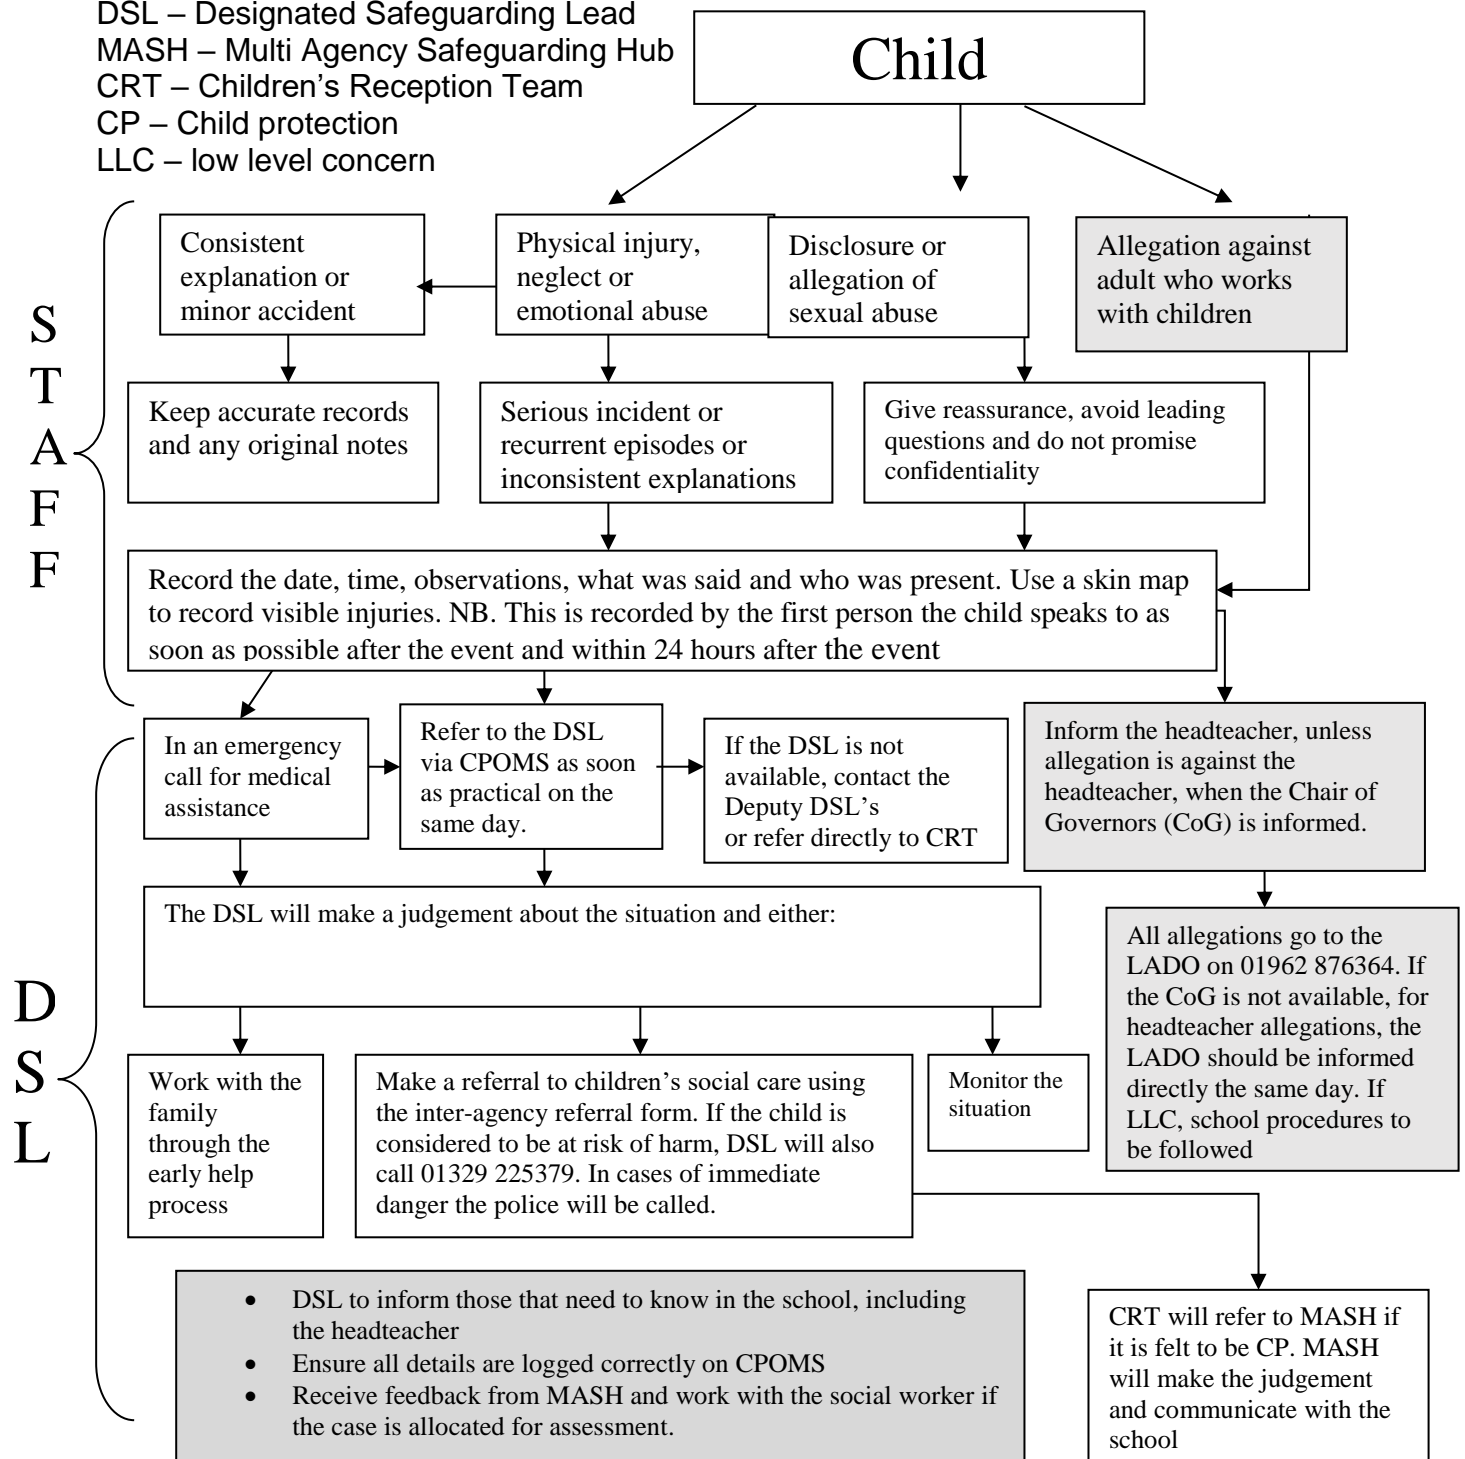 DSL – Designated Safeguarding Lead
MASH – Multi Agency Safeguarding Hub
CRT – Children's Reception Team
CP – Child protection
LLC – low level concern
Child
S
T
A
F
F
Consistent
explanation or
minor accident
Physical injury,
neglect or
emotional abuse
Disclosure or
allegation of
sexual abuse
Allegation against
adult who works
with children
Keep accurate records
and any original notes
Serious incident or
recurrent episodes or
inconsistent explanations
Give reassurance, avoid leading
questions and do not promise
confidentiality
Record the date, time, observations, what was said and who was present. Use a skin map
to record visible injuries. NB. This is recorded by the first person the child speaks to as
soon as possible after the event and within 24 hours after the event
D
S
L
In an emergency
call for medical
assistance
Refer to the DSL
via CPOMS as soon
as practical on the
same day.
If the DSL is not
available, contact the
Deputy DSL's
or refer directly to CRT
Inform the headteacher, unless
allegation is against the
headteacher, when the Chair of
Governors (CoG) is informed.
The DSL will make a judgement about the situation and either:
All allegations go to the
LADO on 01962 876364. If
the CoG is not available, for
headteacher allegations, the
LADO should be informed
directly the same day. If
LLC, school procedures to
be followed
Work with the
family
through the
early help
process
Make a referral to children's social care using
the inter-agency referral form. If the child is
considered to be at risk of harm, DSL will also
call 01329 225379. In cases of immediate
danger the police will be called.
Monitor the
situation
• DSL to inform those that need to know in the school, including
the headteacher
• Ensure all details are logged correctly on CPOMS
• Receive feedback from MASH and work with the social worker if
the case is allocated for assessment.
CRT will refer to MASH if
it is felt to be CP. MASH
will make the judgement
and communicate with the
school